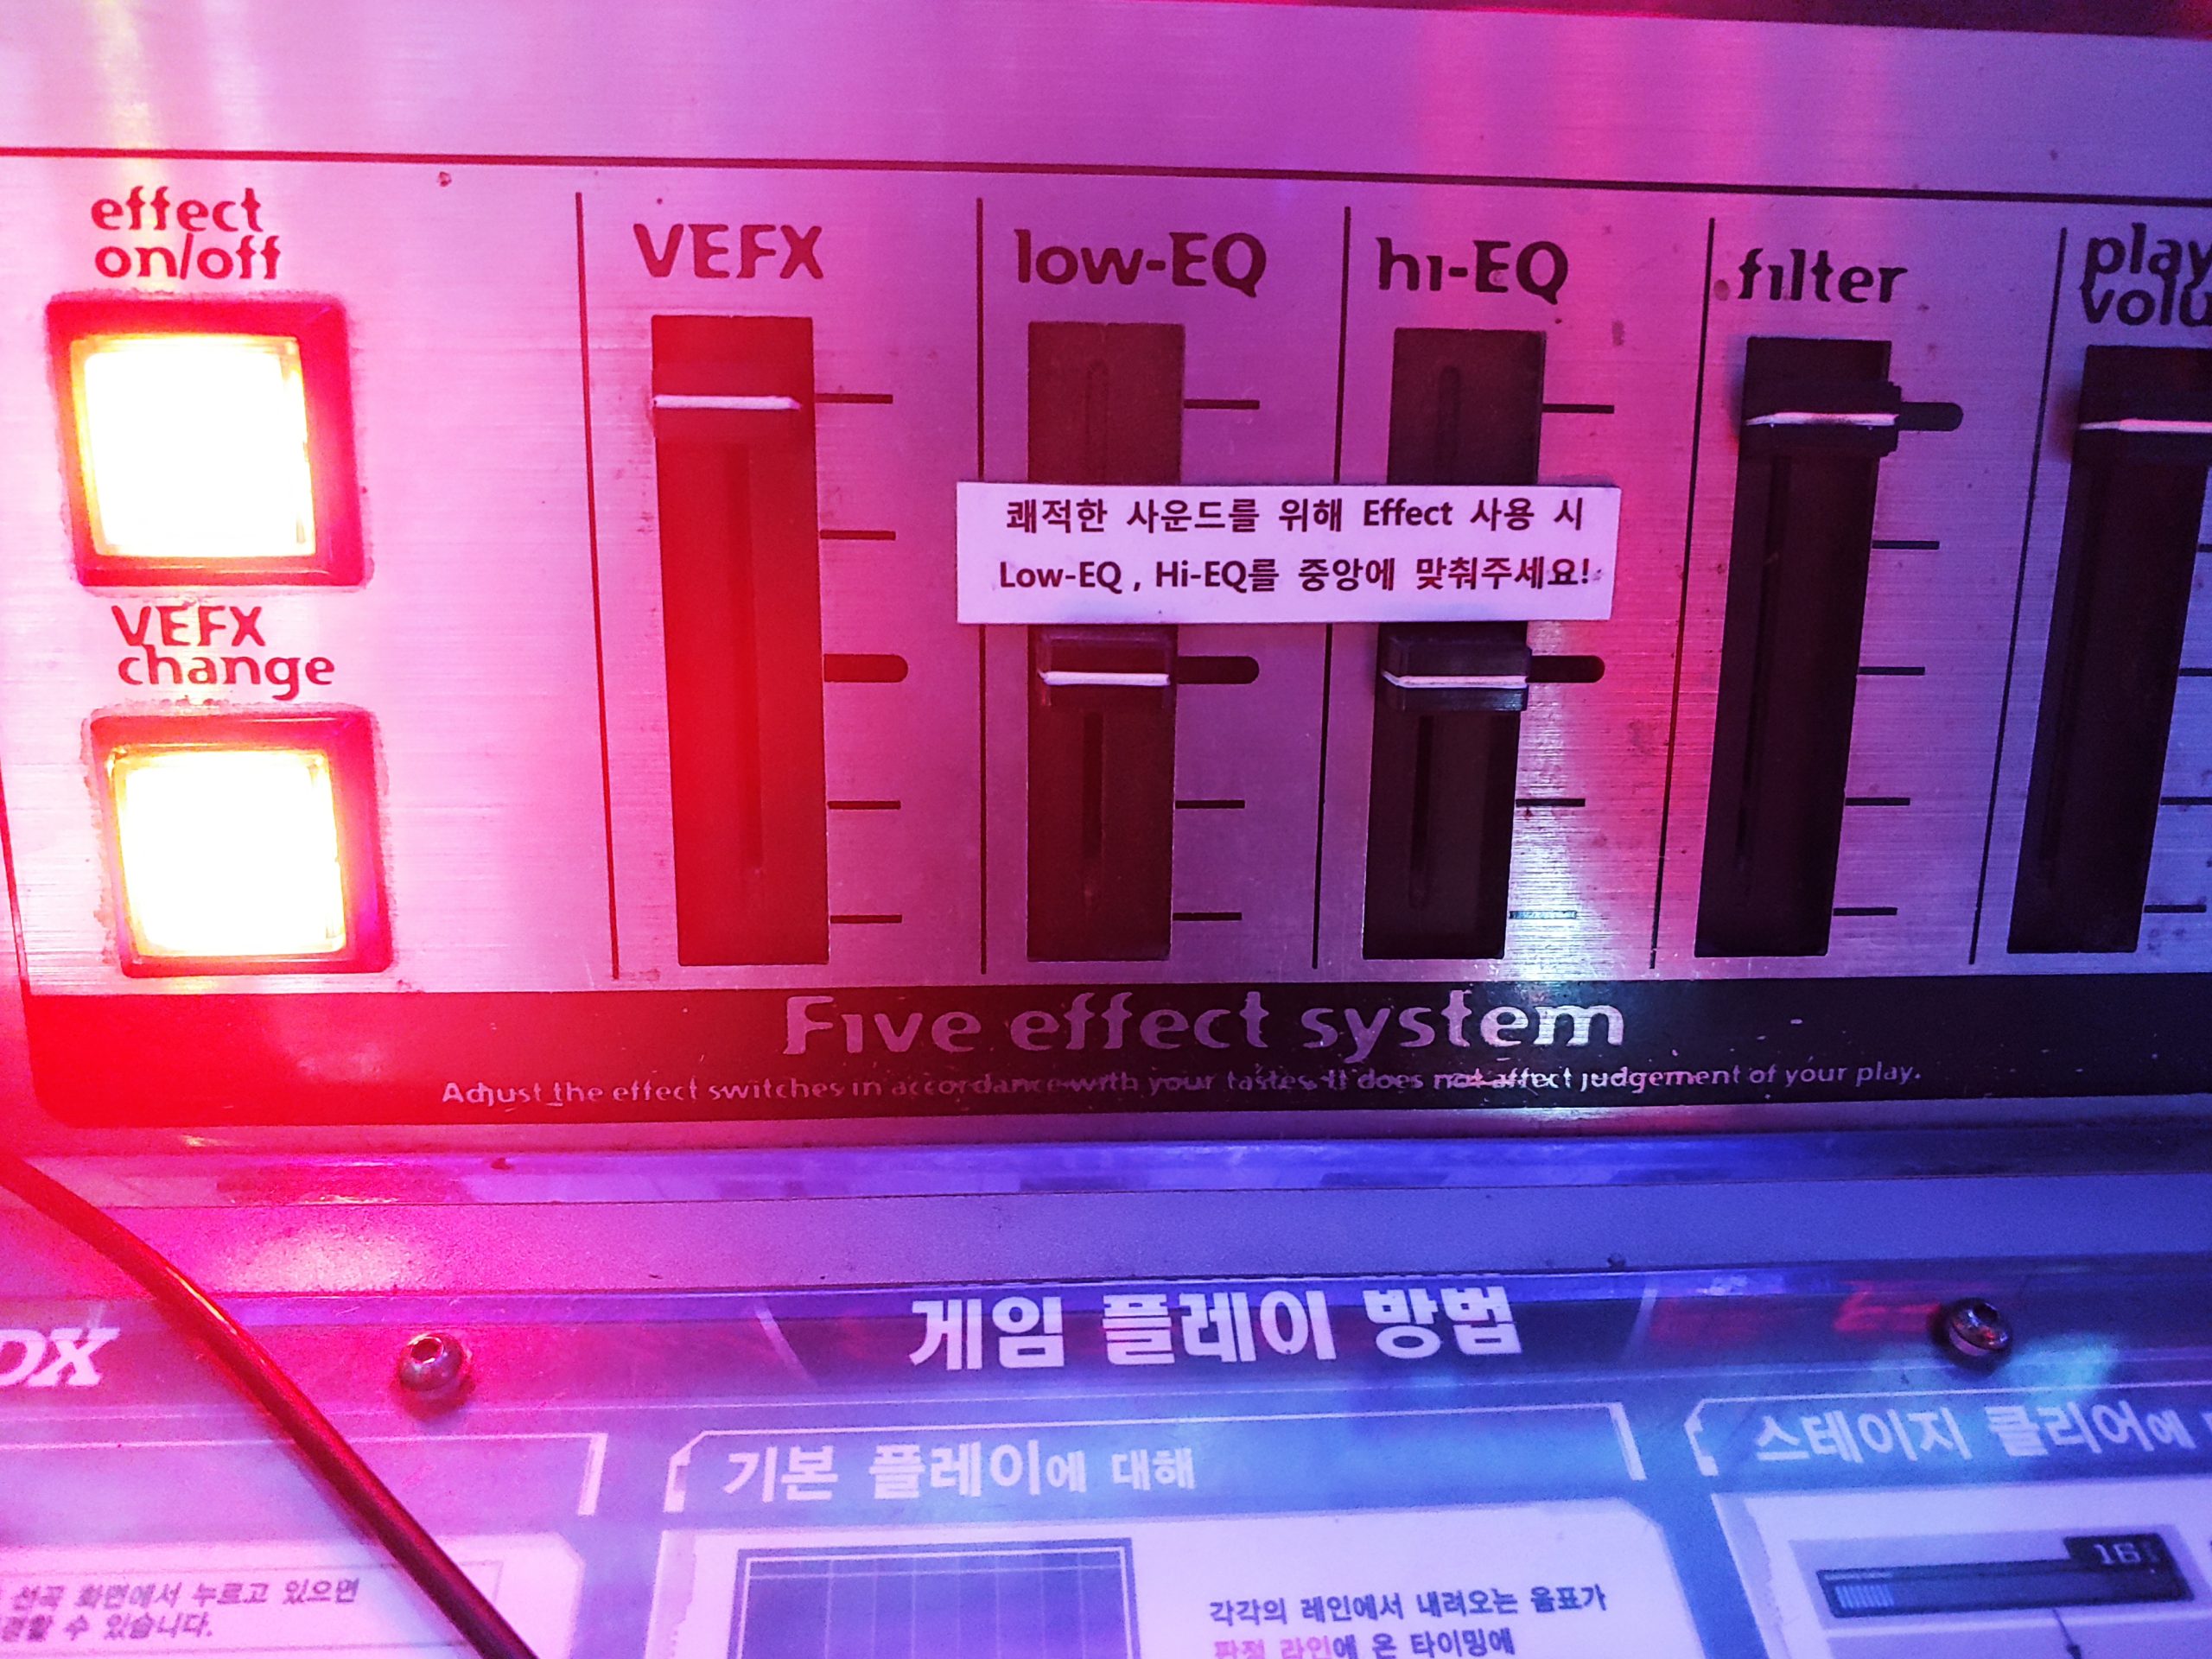 effect
on/off
VEFX
change
VEFX
low-EQ
hi-EQ
filter
쾌적한 사운드를 위해 Effect 사용 시
Low-EQ , Hi-EQ를 중앙에 맞춰주세요!
Five effect system
Adjust the effect switches in accordance with your tastes. It does not affect judgement of your play.
게임 플레이 방법
DX
기본 플레이에 대해
스테이지 클리어에
선곡 화면에서 누르고 있으면
수 있습니다.
각각의 레인에서 내려오는 음표가
판정 라인에 온 타이밍에